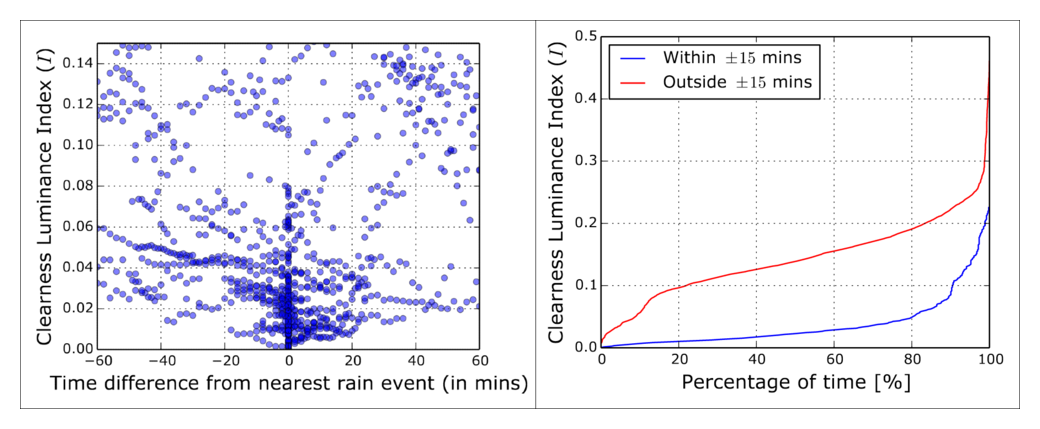 Clearness Luminance Index (I)
0.14
0.12
0.10
0.08
0.06
0.04
0.02
0.00
−60 −40 −20 0 20 40 60
Time difference from nearest rain event (in mins)
Clearness Luminance Index (I)
0.5
0.4
0.3
0.2
0.1
0.0
Within ±15 mins
Outside ±15 mins
0 20 40 60 80 100
Percentage of time [%]